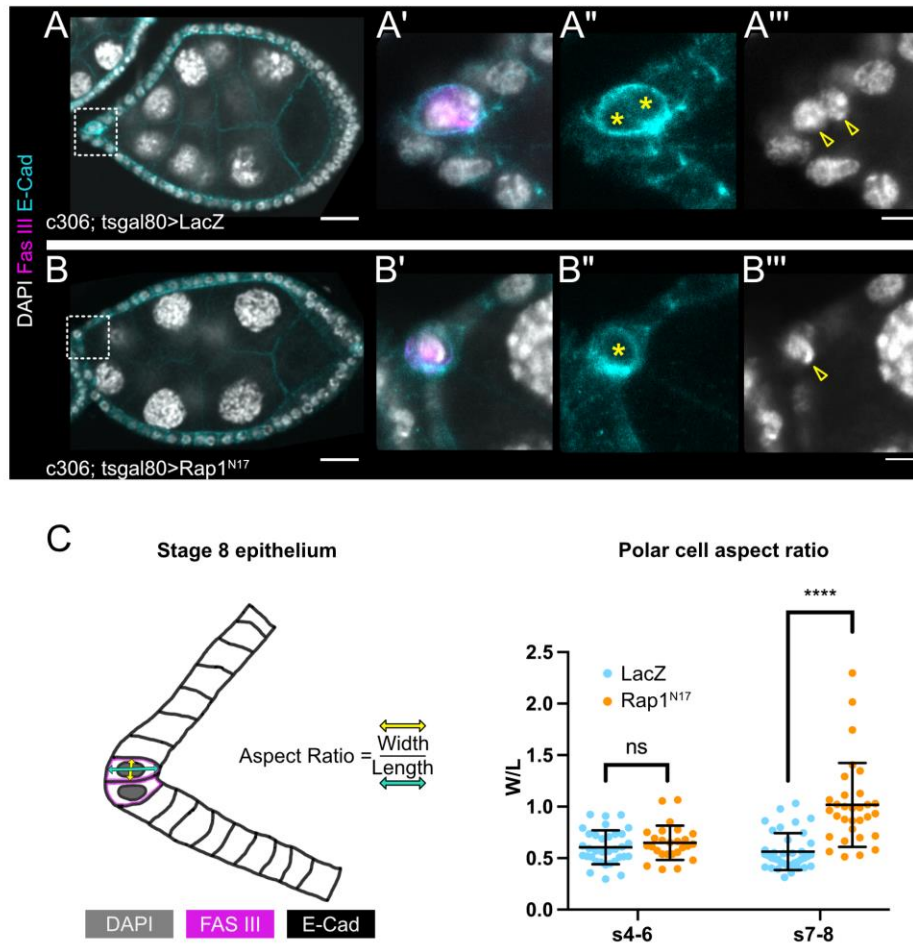 A
A'
A"
A"'
DAPI Fas III E-Cad
c306; tsgal80>LacZ
*
*
B
B'
B"
B"'
c306; tsgal80>Rap1N17
*
C
Stage 8 epithelium
Polar cell aspect ratio
Aspect Ratio = Width
Length
DAPI
FAS III
E-Cad
****
ns
LacZ
Rap1N17
W/L
2.5
2.0
1.5
1.0
0.5
0.0
s4-6
s7-8